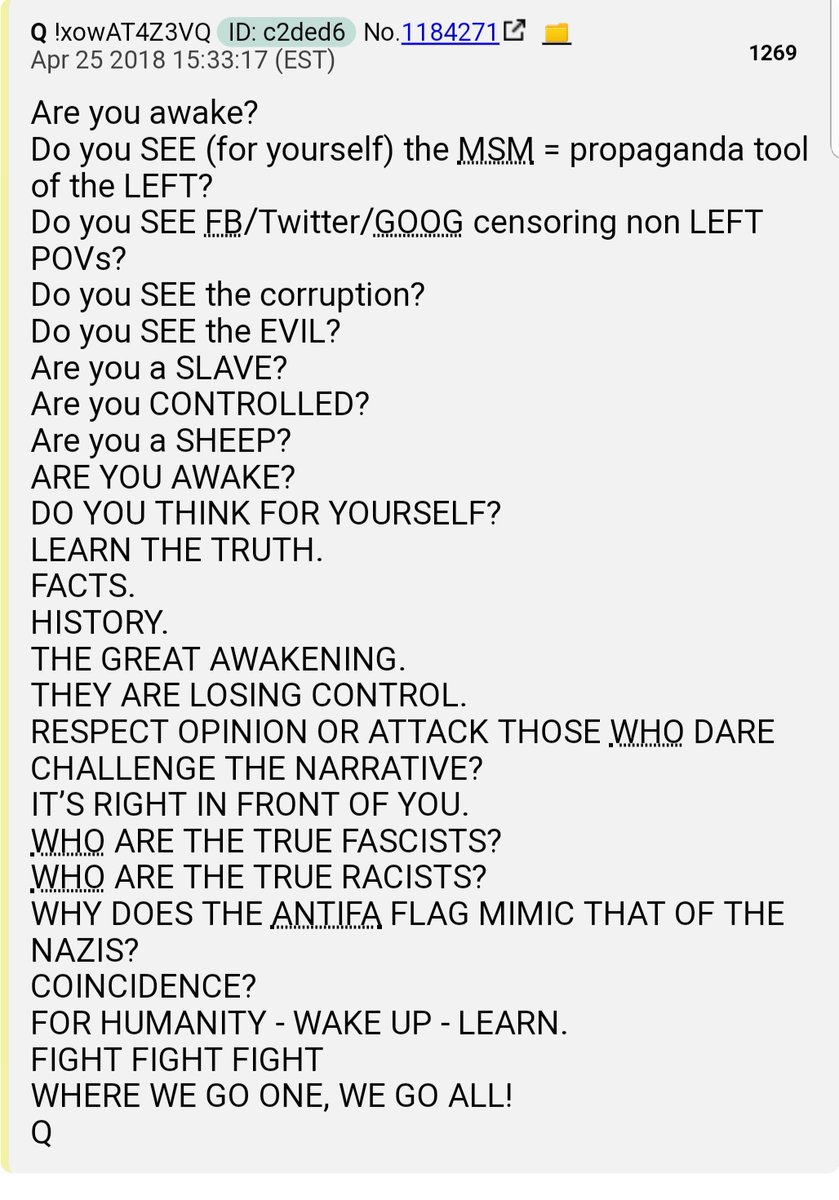 Q !xowAT4Z3VQ ID: c2ded6 No.1184271
Apr 25 2018 15:33:17 (EST)
1269
Are you awake?
Do you SEE (for yourself) the MSM = propaganda tool
of the LEFT?
Do you SEE FB/Twitter/GOOG censoring non LEFT
POVs?
Do you SEE the corruption?
Do you SEE the EVIL?
Are you a SLAVE?
Are you CONTROLLED?
Are you a SHEEP?
ARE YOU AWAKE?
DO YOU THINK FOR YOURSELF?
LEARN THE TRUTH.
FACTS.
HISTORY.
THE GREAT AWAKENING.
THEY ARE LOSING CONTROL.
RESPECT OPINION OR ATTACK THOSE WHO DARE
CHALLENGE THE NARRATIVE?
IT’S RIGHT IN FRONT OF YOU.
WHO ARE THE TRUE FASCISTS?
WHO ARE THE TRUE RACISTS?
WHY DOES THE ANTIFA FLAG MIMIC THAT OF THE
NAZIS?
COINCIDENCE?
FOR HUMANITY - WAKE UP - LEARN.
FIGHT FIGHT FIGHT
WHERE WE GO ONE, WE GO ALL!
Q